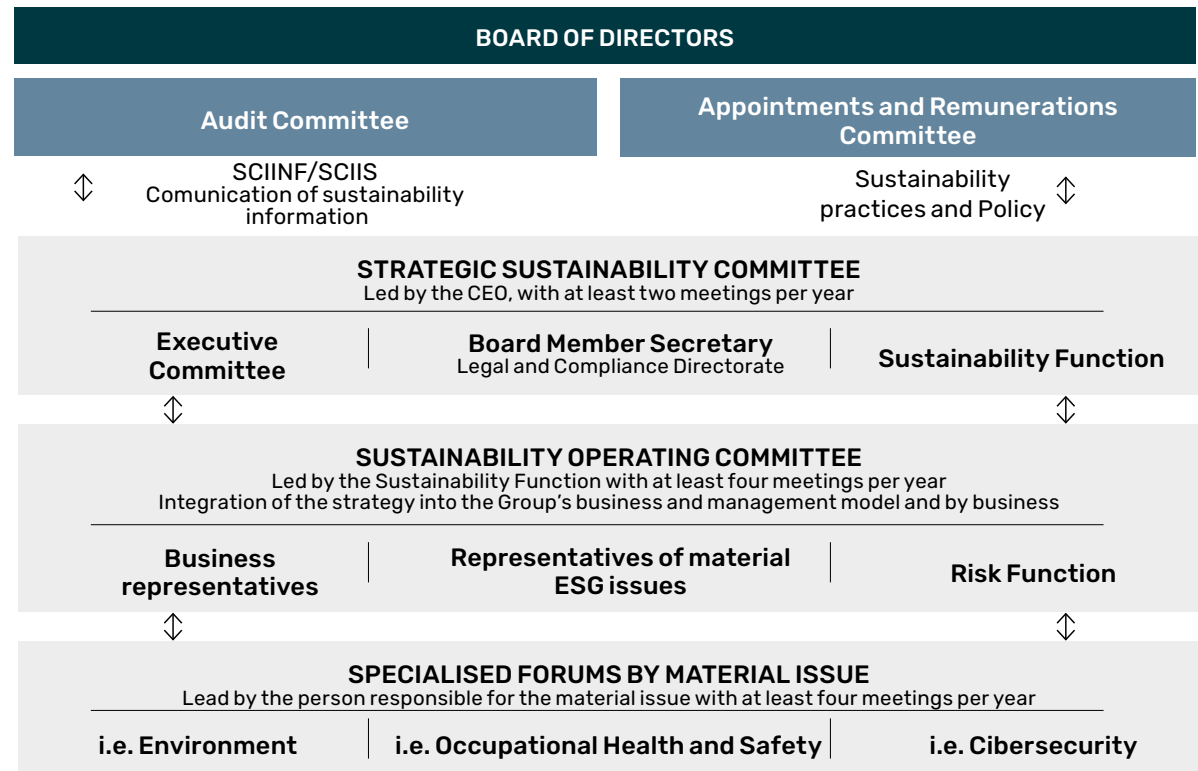 BOARD OF DIRECTORS
Audit Committee
Appointments and Remunerations
Committee
SCIINF/SCIIS
Comunication of sustainability
information
Sustainability
practices and Policy
STRATEGIC SUSTAINABILITY COMMITTEE
Led by the CEO, with at least two meetings per year
Executive
Committee
Board Member Secretary
Legal and Compliance Directorate
Sustainability Function
SUSTAINABILITY OPERATING COMMITTEE
Led by the Sustainability Function with at least four meetings per year
Integration of the strategy into the Group's business and management model and by business
Business
representatives
Representatives of material
ESG issues
Risk Function
SPECIALISED FORUMS BY MATERIAL ISSUE
Lead by the person responsible for the material issue with at least four meetings per year
i.e. Environment
i.e. Occupational Health and Safety
i.e. Cibersecurity